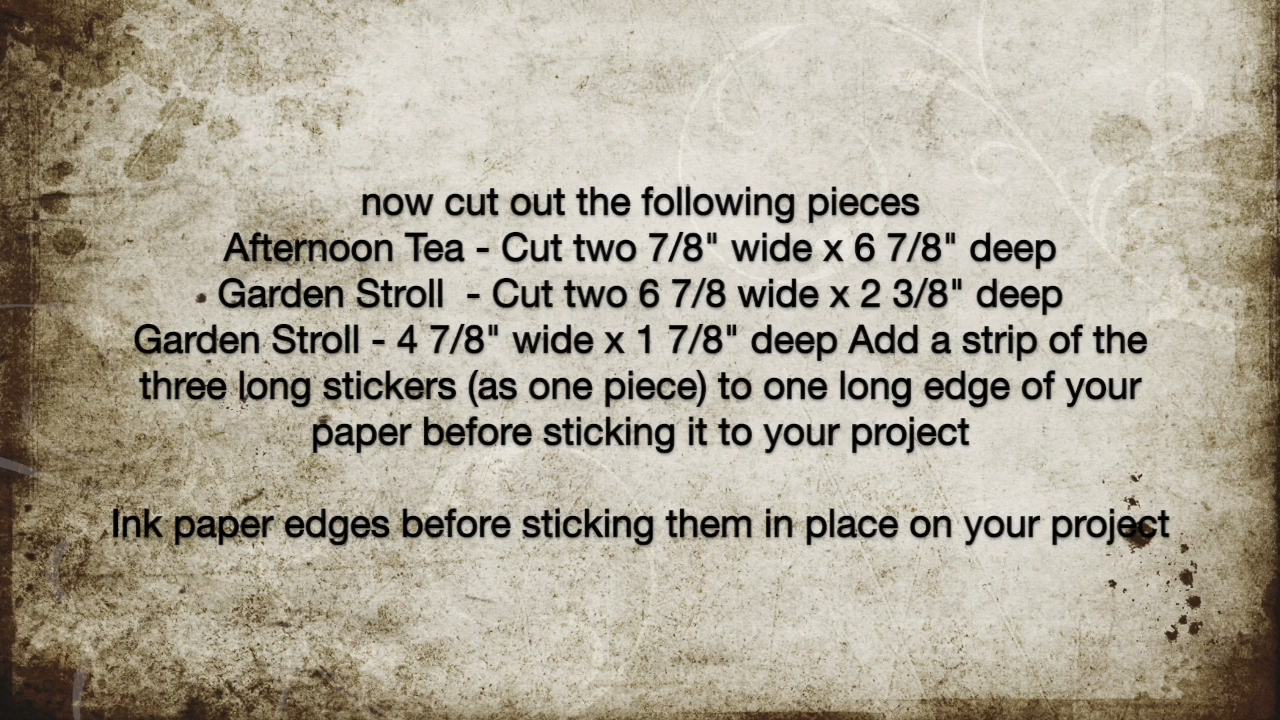 now cut out the following pieces
Afternoon Tea - Cut two 7/8" wide x 6 7/8" deep
Garden Stroll  - Cut two 6 7/8 wide x 2 3/8" deep
Garden Stroll - 4 7/8" wide x 1 7/8" deep Add a strip of the
three long stickers (as one piece) to one long edge of your
paper before sticking it to your project
Ink paper edges before sticking them in place on your project